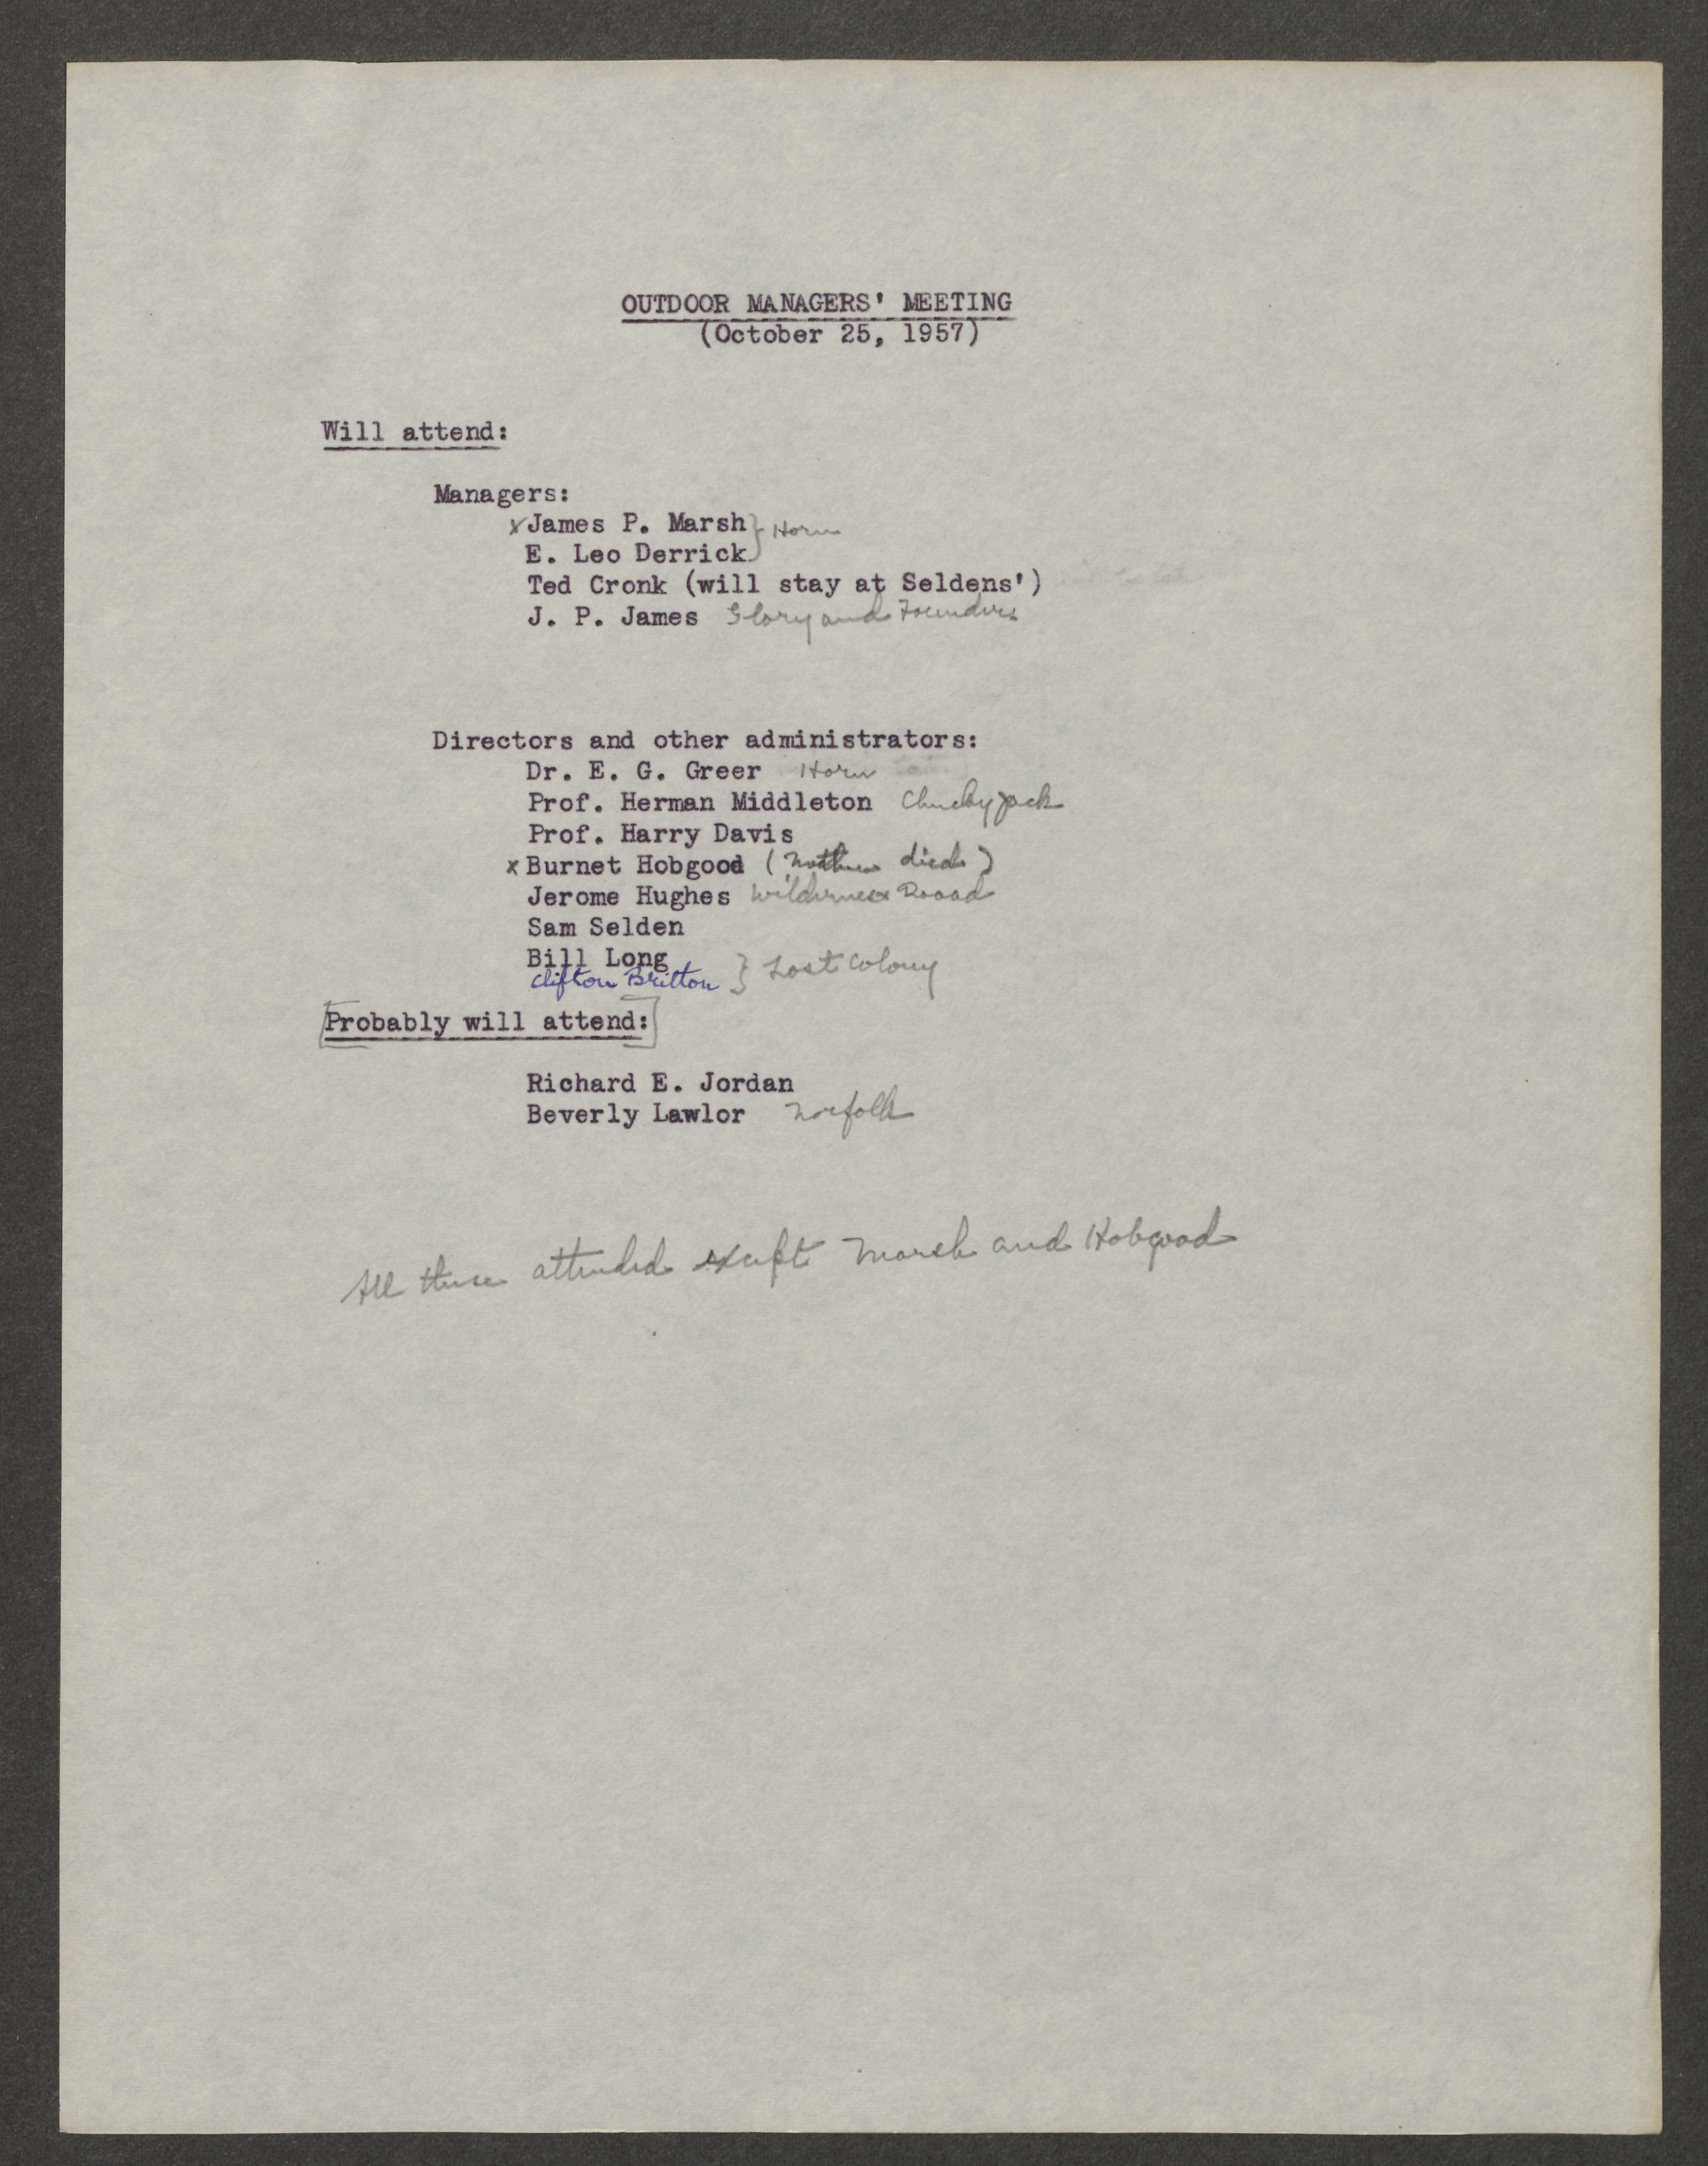 OUTDOOR MANAGERS' MEETING
(October 25, 1957)
Will attend:
Managers:
x James P. Marsh } Horn
E. Leo Derrick
Ted Cronk (will stay at Seldens')
J. P. James Glory and Founders
Directors and other administrators:
Dr. E. G. Greer Horn
Prof. Herman Middleton Chucky Jack
Prof. Harry Davis
x Burnet Hobgood (Mother died)
Jerome Hughes Wilderness Roaad
Sam Selden
Bill Long } Lost Colony
Clifton Britton
[Probably will attend:]
Richard E. Jordan
Beverly Lawlor Norfolk
All these attended except Marsh and Hobgood